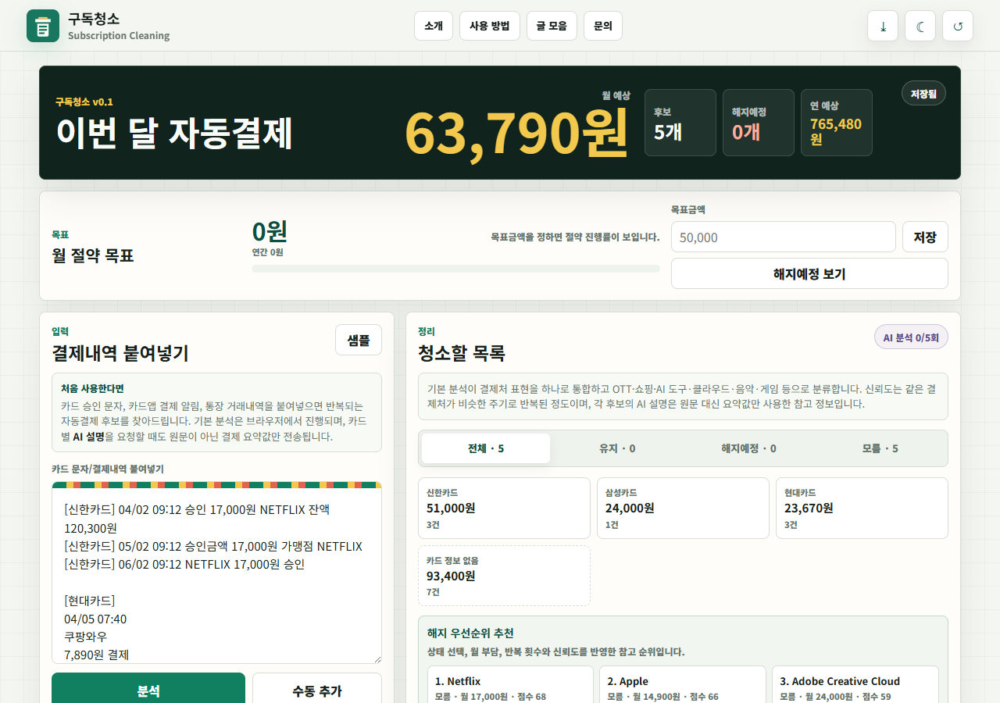 구독청소
Subscription Cleaning
소개
사용 방법
글 모음
문의
구독청소 v0.1
이번 달 자동결제
월 예상
63,790원
후보
5개
해지예정
0개
연 예상
765,480
원
저장됨
목표
월 절약 목표
0원
연간 0원
목표금액을 정하면 절약 진행률이 보입니다.
목표금액
50,000
저장
해지예정 보기
입력
결제내역 붙여넣기
샘플
처음 사용한다면
카드 승인 문자, 카드앱 결제 알림, 통장 거래내역을 붙여넣으면 반복되는
자동결제 후보를 찾아드립니다. 기본 분석은 브라우저에서 진행되며, 카드
별 AI 설명을 요청할 때도 원문이 아닌 결제 요약값만 전송됩니다.
카드 문자/결제내역 붙여넣기
[신한카드] 04/02 09:12 승인 17,000원 NETFLIX 잔액
120,300원
[신한카드] 05/02 09:12 승인금액 17,000원 가맹점 NETFLIX
[신한카드] 06/02 09:12 NETFLIX 17,000원 승인
[현대카드]
04/05 07:40
쿠팡와우
7,890원 결제
분석
수동 추가
정리
청소할 목록
AI 분석 0/5회
기본 분석이 결제처 표현을 하나로 통합하고 OTT·쇼핑·AI 도구·클라우드·음악·게임 등으로 분류합니다. 신뢰도는 같은 결
제처가 비슷한 주기로 반복된 정도이며, 각 후보의 AI 설명은 원문 대신 요약값만 사용한 참고 정보입니다.
전체 · 5
유지 · 0
해지예정 · 0
모름 · 5
신한카드
51,000원
3건
삼성카드
24,000원
1건
현대카드
23,670원
3건
카드 정보 없음
93,400원
7건
해지 우선순위 추천
상태 선택, 월 부담, 반복 횟수와 신뢰도를 반영한 참고 순위입니다.
1. Netflix
모름 · 월 17,000원 · 점수 68
2. Apple
모름 · 월 14,900원 · 점수 66
3. Adobe Creative Cloud
모름 · 월 24,000원 · 점수 59